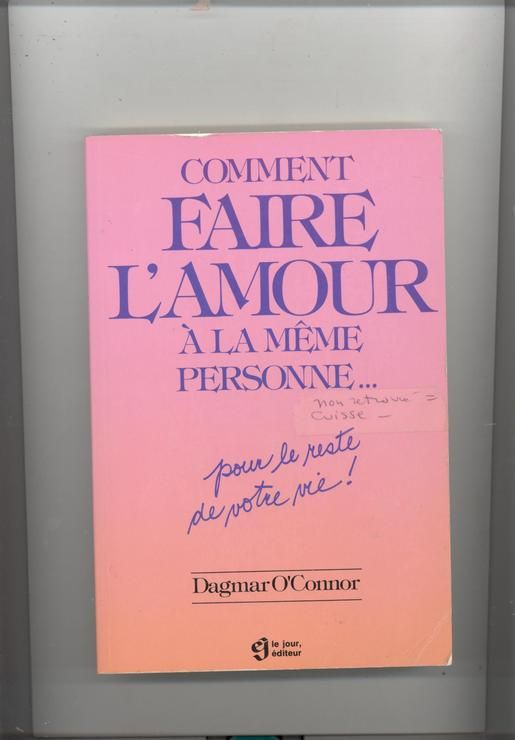 COMMENT
FAIRE
L'AMOUR
À LA MÊME
PERSONNE...
non retrouvé =
Cuisse –
pour le reste
de votre vie!
Dagmar O'Connor
ej le jour,
éditeur